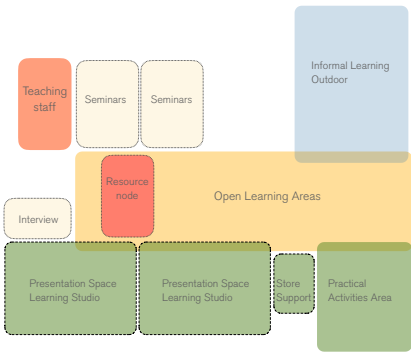 Informal Learning
Outdoor
Teaching
staff
Seminars
Seminars
Resource
node
Open Learning Areas
Interview
Presentation Space
Learning Studio
Presentation Space
Learning Studio
Store
Support
Practical
Activities Area